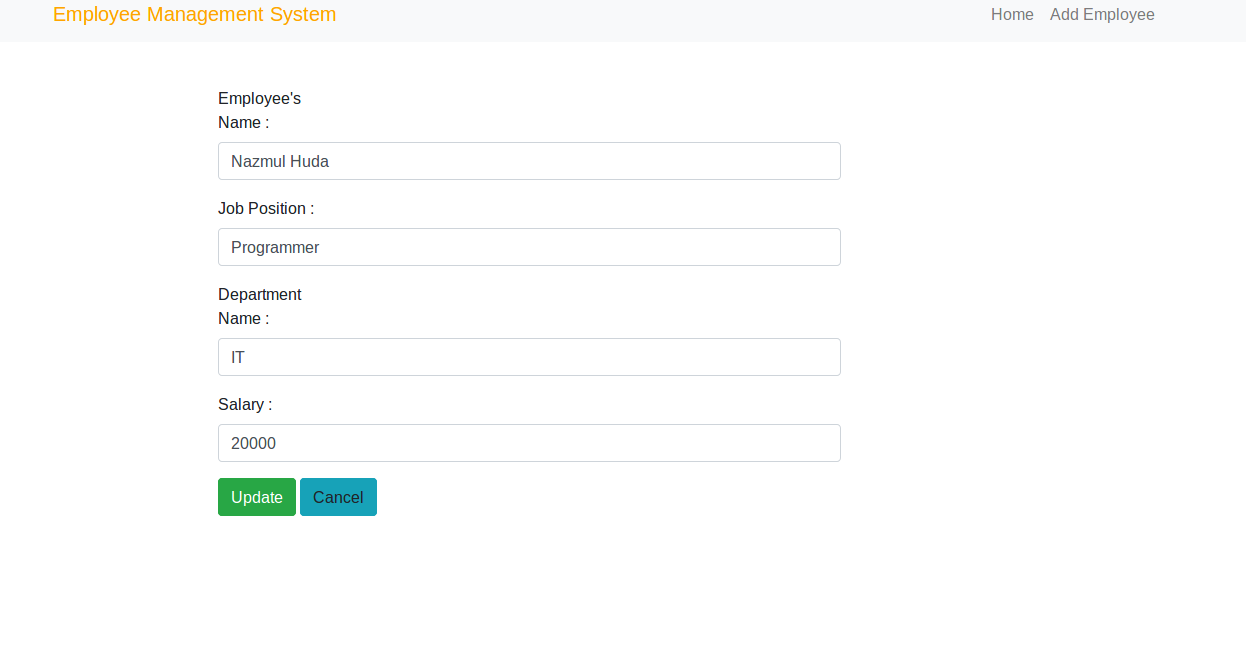 Employee Management System
Home
Add Employee
Employee's
Name :
Nazmul Huda
Job Position :
Programmer
Department
Name :
IT
Salary :
20000
Update
Cancel